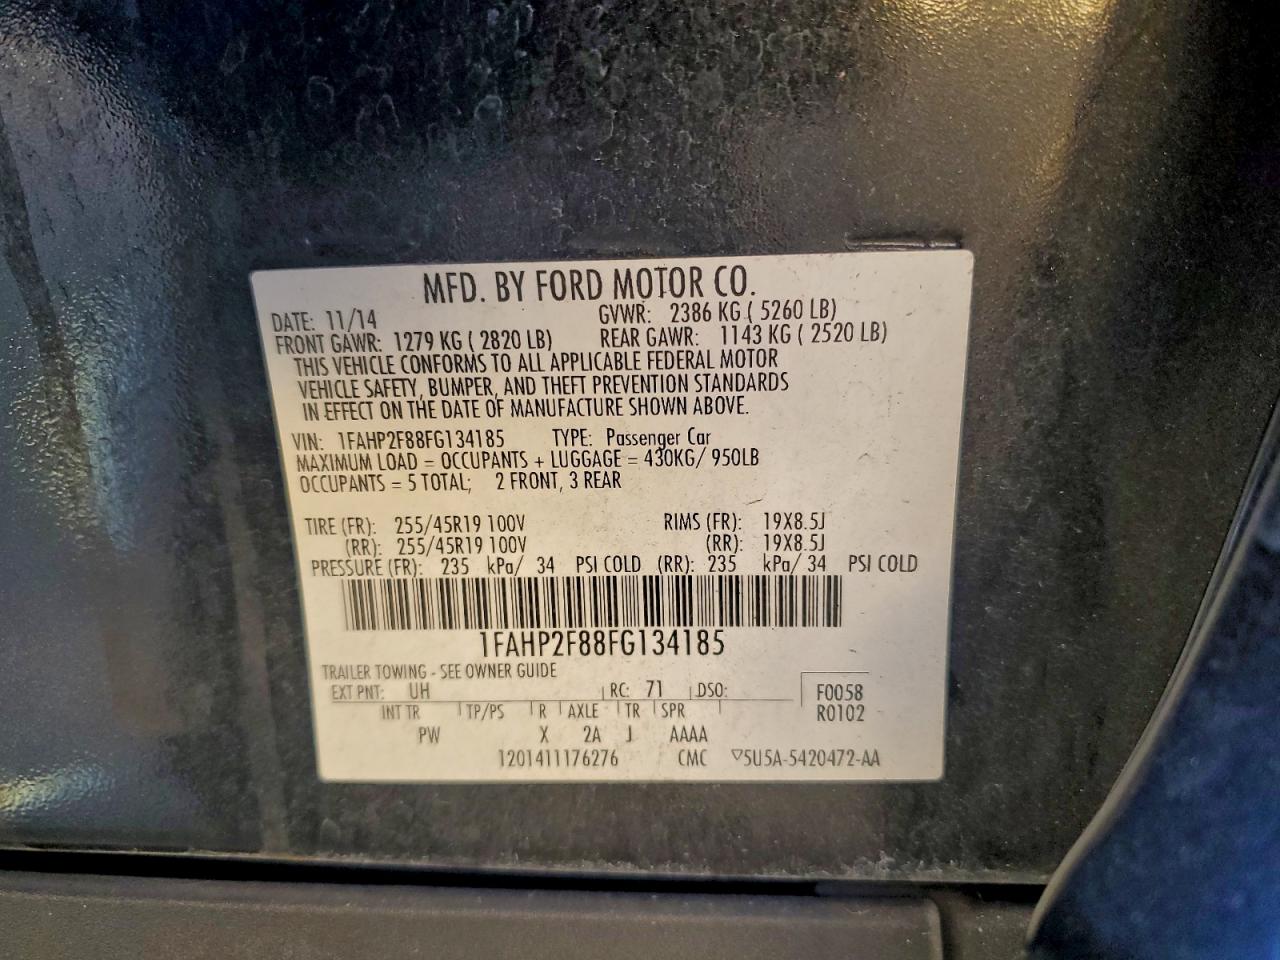 MFD. BY FORD MOTOR CO.
DATE: 11/14 GVWR: 2386 KG ( 5260 LB)
FRONT GAWR: 1279 KG ( 2820 LB) REAR GAWR: 1143 KG ( 2520 LB)
THIS VEHICLE CONFORMS TO ALL APPLICABLE FEDERAL MOTOR
VEHICLE SAFETY, BUMPER, AND THEFT PREVENTION STANDARDS
IN EFFECT ON THE DATE OF MANUFACTURE SHOWN ABOVE.
VIN: 1FAHP2F88FG134185 TYPE: Passenger Car
MAXIMUM LOAD = OCCUPANTS + LUGGAGE = 430KG/ 950LB
OCCUPANTS = 5 TOTAL; 2 FRONT, 3 REAR
TIRE (FR): 255/45R19 100V RIMS (FR): 19X8.5J
(RR): 255/45R19 100V (RR): 19X8.5J
PRESSURE (FR): 235 kPa/ 34 PSI COLD (RR): 235 kPa/ 34 PSI COLD
1FAHP2F88FG134185
TRAILER TOWING - SEE OWNER GUIDE
EXT PNT: UH RC: 71 DSO: F0058
INT TR TP/PS R AXLE TR SPR R0102
PW X 2A J AAAA
1201411176276 CMC ▽5U5A-5420472-AA